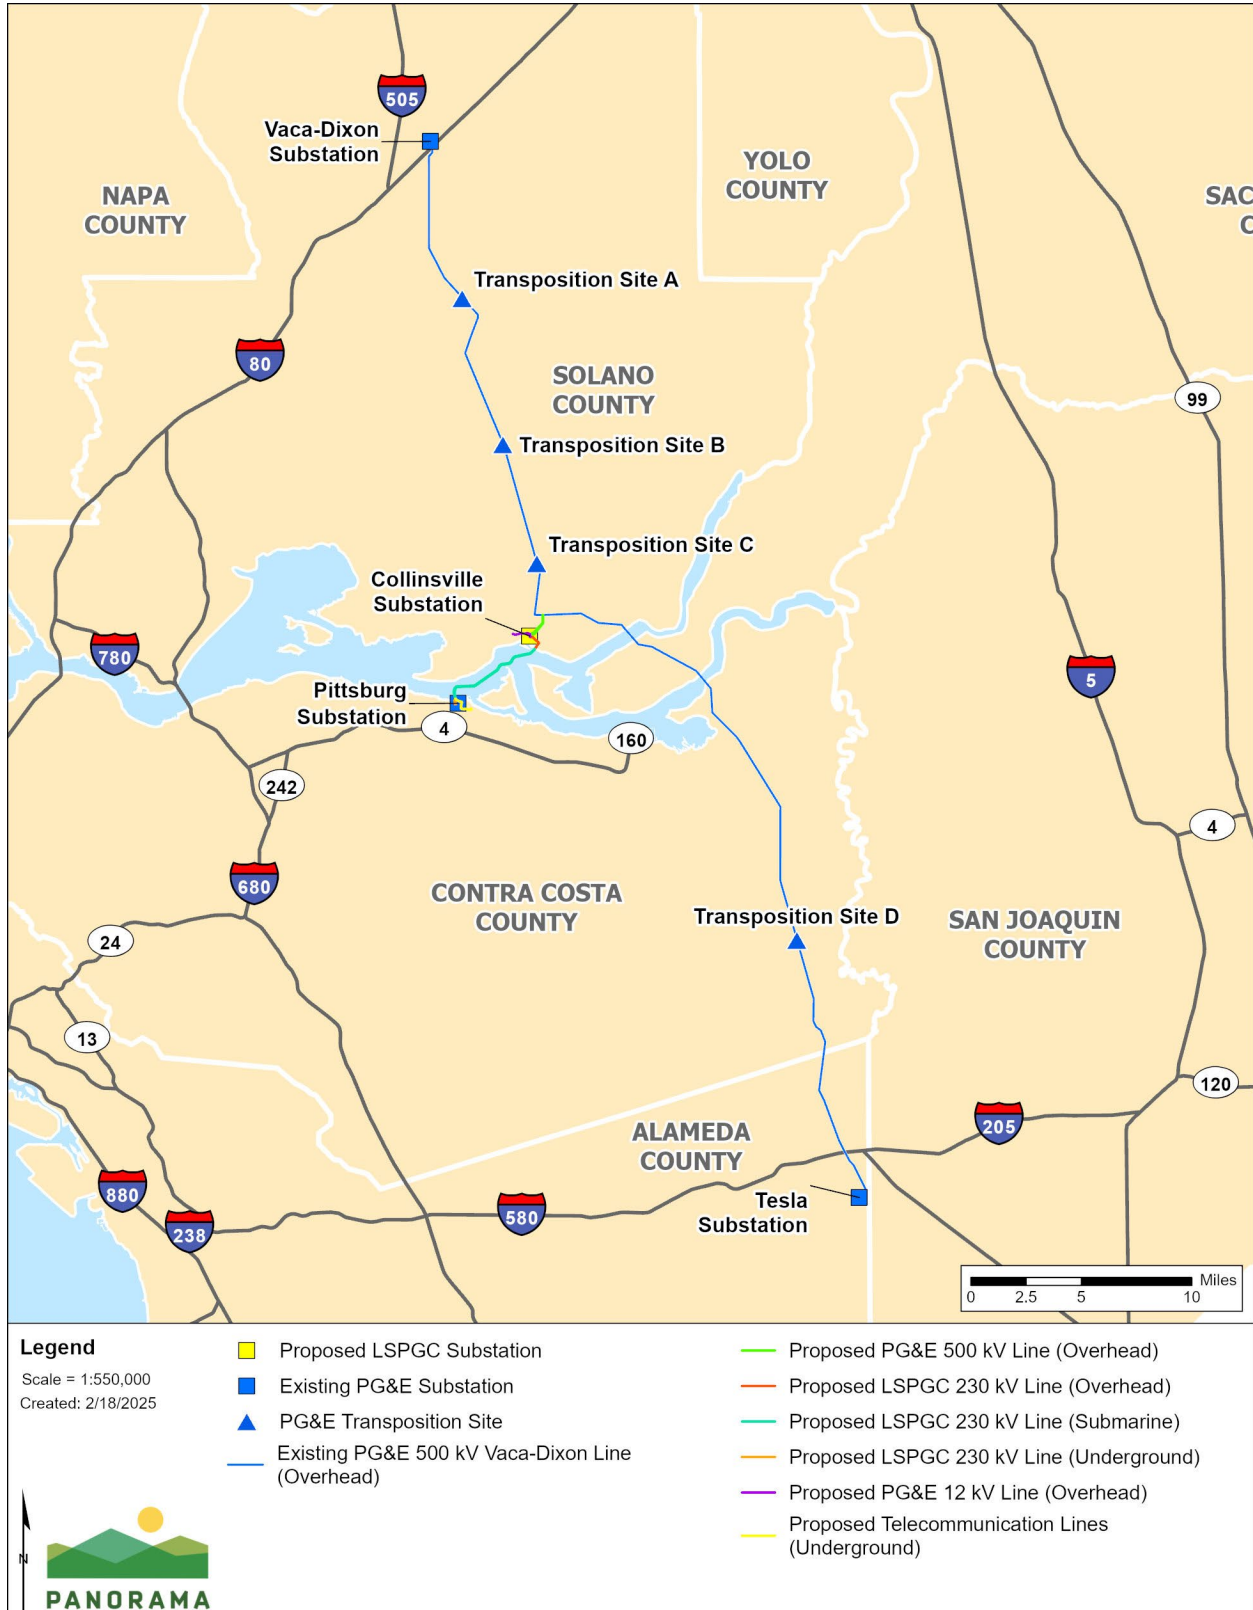 505
Vaca-Dixon
Substation
YOLO
COUNTY
NAPA
COUNTY
SAC
C
Transposition Site A
80
SOLANO
COUNTY
99
Transposition Site B
Transposition Site C
Collinsville
Substation
780
5
Pittsburg
Substation
4
160
242
4
680
CONTRA COSTA
COUNTY
Transposition Site D
SAN JOAQUIN
COUNTY
24
13
120
205
ALAMEDA
COUNTY
880
580
238
Tesla
Substation
Miles
0 2.5 5 10
Legend
Scale = 1:550,000
Created: 2/18/2025
Proposed LSPGC Substation
Existing PG&E Substation
PG&E Transposition Site
Existing PG&E 500 kV Vaca-Dixon Line
(Overhead)
Proposed PG&E 500 kV Line (Overhead)
Proposed LSPGC 230 kV Line (Overhead)
Proposed LSPGC 230 kV Line (Submarine)
Proposed LSPGC 230 kV Line (Underground)
Proposed PG&E 12 kV Line (Overhead)
Proposed Telecommunication Lines
(Underground)
N
PANORAMA